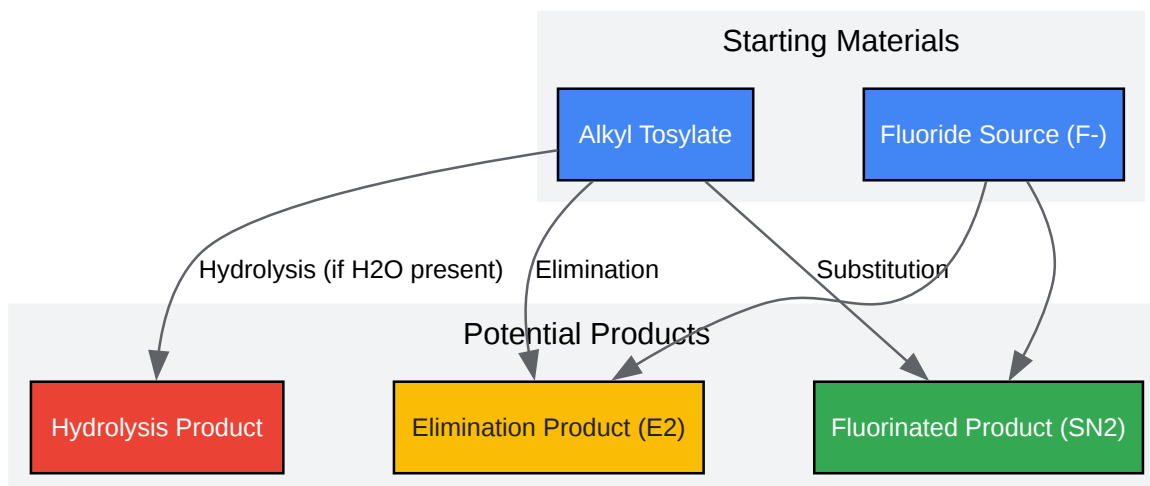 Starting Materials
Alkyl Tosylate
Fluoride Source (F-)
Hydrolysis (if H2O present)
Elimination
Substitution
Potential Products
Hydrolysis Product
Elimination Product (E2)
Fluorinated Product (SN2)